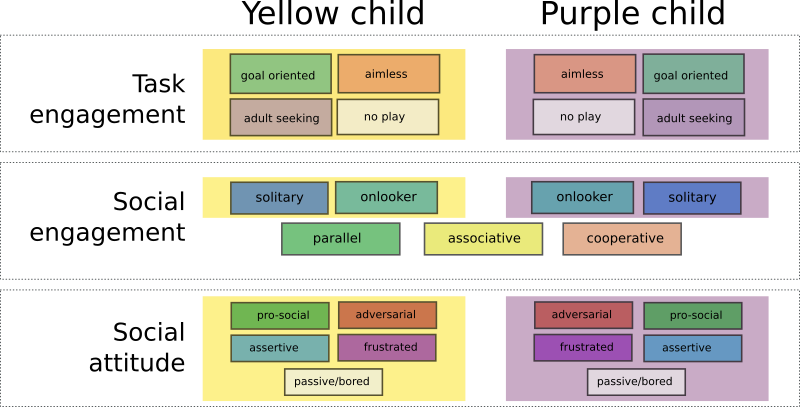 Yellow child Purple child
Task
engagement
goal oriented aimless aimless goal oriented
adult seeking no play no play adult seeking
Social
engagement
solitary onlooker onlooker solitary
parallel associative cooperative
Social
attitude
pro-social adversarial adversarial pro-social
assertive frustrated frustrated assertive
passive/bored passive/bored